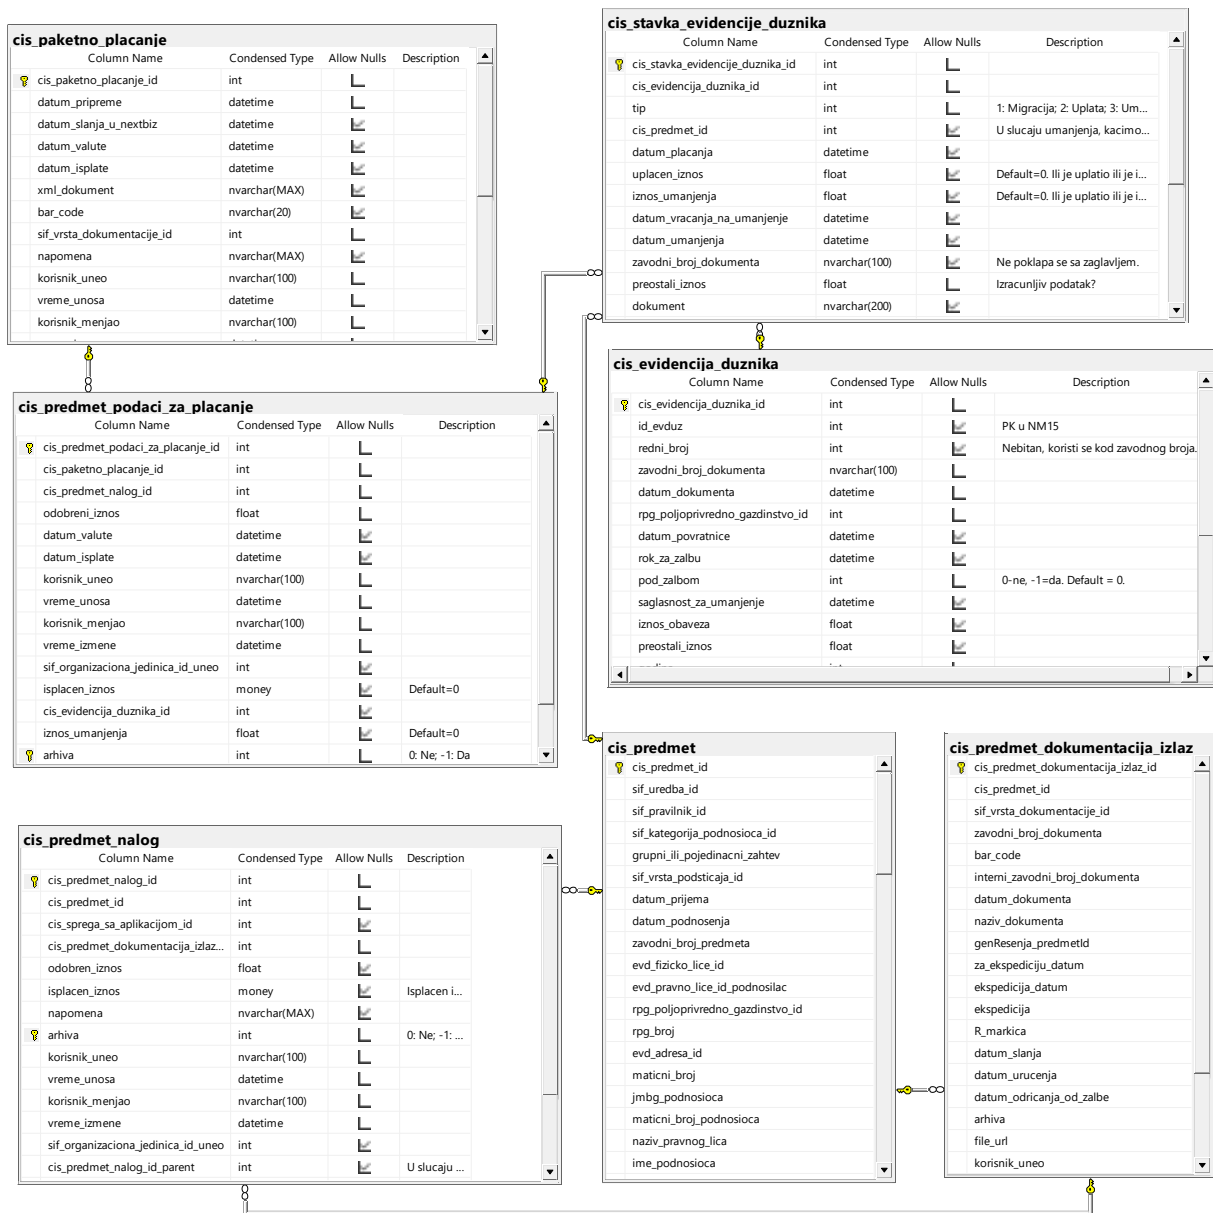 cis_paketno_placanje
Column Name Condensed Type Allow Nulls Description
cis_paketno_placanje_id int
datum_pripreme datetime
datum_slanja_u_nextbiz datetime
datum_valute datetime
datum_isplate datetime
xml_dokument nvarchar(MAX)
bar_code nvarchar(20)
sif_vrsta_dokumentacije_id int
napomena nvarchar(MAX)
korisnik_uneo nvarchar(100)
vreme_unosa datetime
korisnik_menjao nvarchar(100)
cis_stavka_evidencije_duznika
Column Name Condensed Type Allow Nulls Description
cis_stavka_evidencije_duznika_id int
cis_evidencija_duznika_id int
tip int 1: Migracija; 2: Uplata; 3: Um...
cis_predmet_id int U slucaju umanjenja, kacimo...
datum_placanja datetime
uplacen_iznos float Default=0. Ili je uplatio ili je i...
iznos_umanjenja float Default=0. Ili je uplatio ili je i...
datum_vracanja_na_umanjenje datetime
datum_umanjenja datetime
zavodni_broj_dokumenta nvarchar(100) Ne poklapa se sa zaglavljem.
preostali_iznos float Izracunljiv podatak?
dokument nvarchar(200)
cis_evidencija_duznika
Column Name Condensed Type Allow Nulls Description
cis_evidencija_duznika_id int
id_evduz int PK u NM15
redni_broj int Nebitan, koristi se kod zavodnog broja.
zavodni_broj_dokumenta nvarchar(100)
datum_dokumenta datetime
rpg_poljoprivredno_gazdinstvo_id int
datum_povratnice datetime
rok_za_zalbu datetime
pod_zalbom int 0-ne, -1=da. Default = 0.
saglasnost_za_umanjenje datetime
iznos_obaveza float
preostali_iznos float
cis_predmet_podaci_za_placanje
Column Name Condensed Type Allow Nulls Description
cis_predmet_podaci_za_placanje_id int
cis_paketno_placanje_id int
cis_predmet_nalog_id int
odobreni_iznos float
datum_valute datetime
datum_isplate datetime
korisnik_uneo nvarchar(100)
vreme_unosa datetime
korisnik_menjao nvarchar(100)
vreme_izmene datetime
sif_organizaciona_jedinica_id_uneo int
isplacen_iznos money Default=0
cis_evidencija_duznika_id int
iznos_umanjenja float Default=0
arhiva int 0: Ne; -1: Da
cis_predmet
cis_predmet_id
sif_uredba_id
sif_pravilnik_id
sif_kategorija_podnosioca_id
grupni_ili_pojedinacni_zahtev
sif_vrsta_podsticaja_id
datum_prijema
datum_podnosenja
zavodni_broj_predmeta
evd_fizicko_lice_id
evd_pravno_lice_id_podnosilac
rpg_poljoprivredno_gazdinstvo_id
rpg_broj
evd_adresa_id
maticni_broj
jmbg_podnosioca
maticni_broj_podnosioca
naziv_pravnog_lica
ime_podnosioca
cis_predmet_dokumentacija_izlaz
cis_predmet_dokumentacija_izlaz_id
cis_predmet_id
sif_vrsta_dokumentacije_id
zavodni_broj_dokumenta
bar_code
interni_zavodni_broj_dokumenta
datum_dokumenta
naziv_dokumenta
genResenja_predmetId
za_ekspediciju_datum
ekspedicija_datum
ekspedicija
R_markica
datum_slanja
datum_urucenja
datum_odricanja_od_zalbe
arhiva
file_url
korisnik_uneo
cis_predmet_nalog
Column Name Condensed Type Allow Nulls Description
cis_predmet_nalog_id int
cis_predmet_id int
cis_sprega_sa_aplikacijom_id int
cis_predmet_dokumentacija_izlaz... int
odobren_iznos float
isplacen_iznos money Isplacen i...
napomena nvarchar(MAX)
arhiva int 0: Ne; -1: ...
korisnik_uneo nvarchar(100)
vreme_unosa datetime
korisnik_menjao nvarchar(100)
vreme_izmene datetime
sif_organizaciona_jedinica_id_uneo int
cis_predmet_nalog_id_parent int U slucaju ...